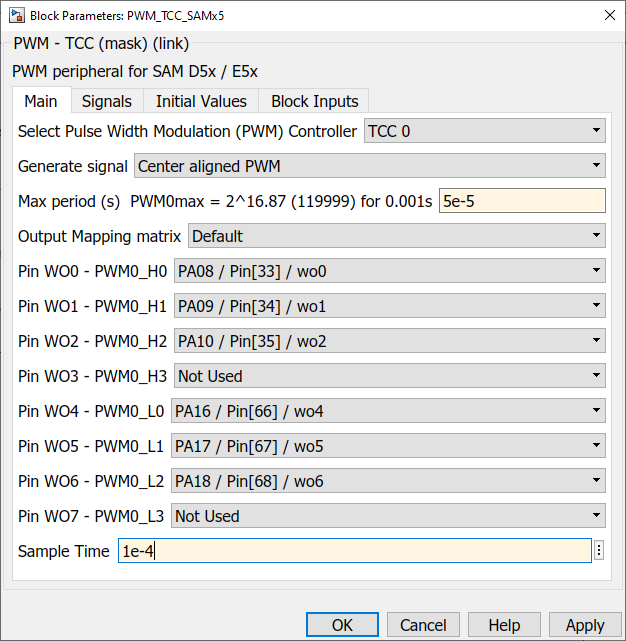 Block Parameters: PWM_TCC_SAMx5
PWM - TCC (mask) (link)
PWM peripheral for SAM D5x / E5x
Main Signals Initial Values Block Inputs
Select Pulse Width Modulation (PWM) Controller TCC 0
Generate signal Center aligned PWM
Max period (s) PWM0max = 2^16.87 (119999) for 0.001s 5e-5
Output Mapping matrix Default
Pin WO0 - PWM0_H0 PA08 / Pin[33] / wo0
Pin WO1 - PWM0_H1 PA09 / Pin[34] / wo1
Pin WO2 - PWM0_H2 PA10 / Pin[35] / wo2
Pin WO3 - PWM0_H3 Not Used
Pin WO4 - PWM0_L0 PA16 / Pin[66] / wo4
Pin WO5 - PWM0_L1 PA17 / Pin[67] / wo5
Pin WO6 - PWM0_L2 PA18 / Pin[68] / wo6
Pin WO7 - PWM0_L3 Not Used
Sample Time 1e-4
OK Cancel Help Apply